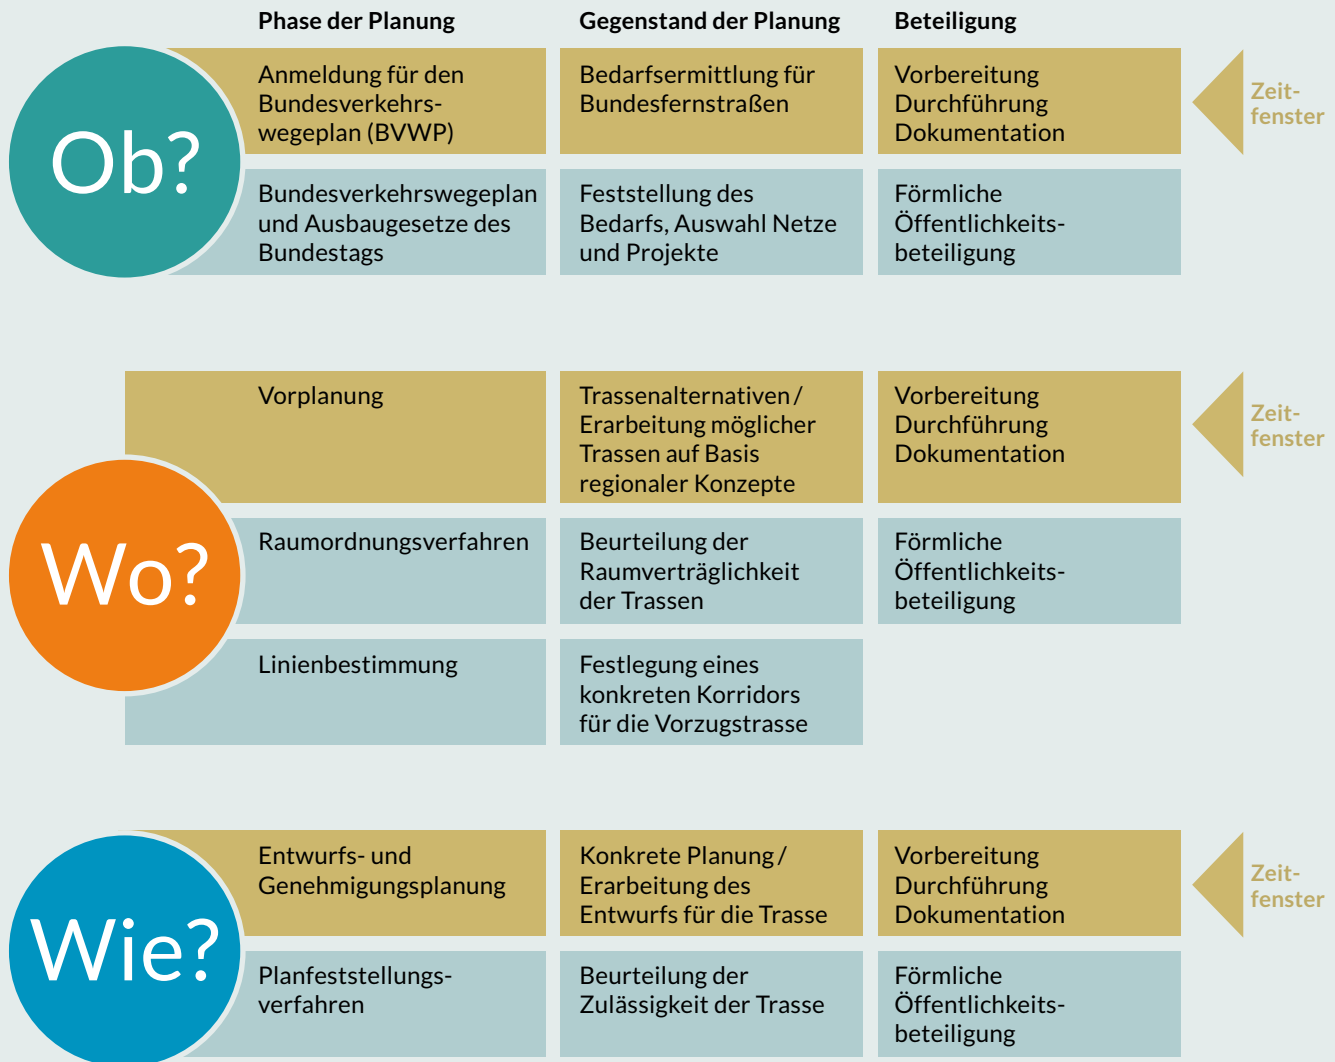 Phase der Planung
Gegenstand der Planung
Beteiligung
Ob?
Anmeldung für den
Bundesverkehrs-
wegeplan (BVWP)
Bedarfsermittlung für
Bundesfernstraßen
Vorbereitung
Durchführung
Dokumentation
Zeit-
fenster
Bundesverkehrswegeplan
und Ausbaugesetze des
Bundestags
Feststellung des
Bedarfs, Auswahl Netze
und Projekte
Förmliche
Öffentlichkeits-
beteiligung
Wo?
Vorplanung
Trassenalternativen /
Erarbeitung möglicher
Trassen auf Basis
regionaler Konzepte
Vorbereitung
Durchführung
Dokumentation
Zeit-
fenster
Raumordnungsverfahren
Beurteilung der
Raumverträglichkeit
der Trassen
Förmliche
Öffentlichkeits-
beteiligung
Linienbestimmung
Festlegung eines
konkreten Korridors
für die Vorzugstrasse
Wie?
Entwurfs- und
Genehmigungsplanung
Konkrete Planung /
Erarbeitung des
Entwurfs für die Trasse
Vorbereitung
Durchführung
Dokumentation
Zeit-
fenster
Planfeststellungs-
verfahren
Beurteilung der
Zulässigkeit der Trasse
Förmliche
Öffentlichkeits-
beteiligung